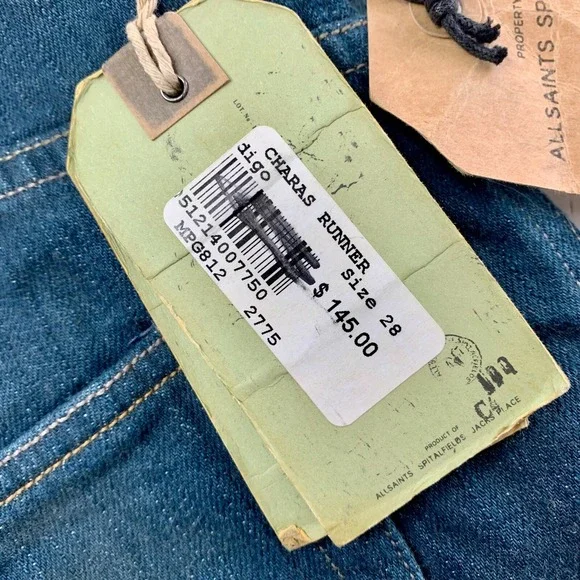 PROPERTY
ALLSAINTS SP
LOT. No.
CHARAS RUNNER
digo
Size 28
$ 145.00
51214007750
MPG812 2775
PRODUCT OF
ALLSAINTS SPITALFIELDS JACKS PLACE